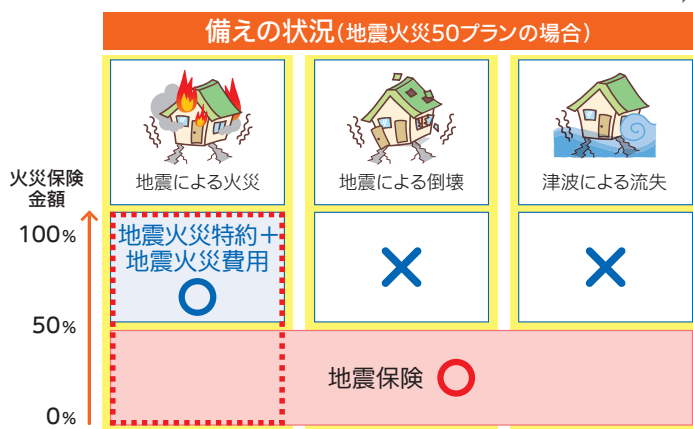 備えの状況(地震火災50プランの場合)
地震による火災
地震による倒壊
津波による流失
火災保険
金額
100%
地震火災特約+
地震火災費用
○
×
×
50%
地震保険 ○
0%